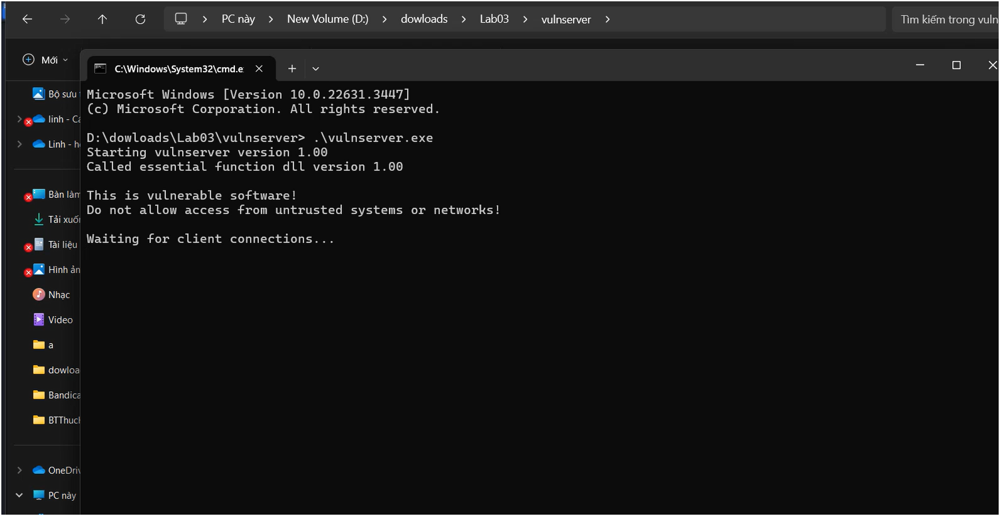 PC này > New Volume (D:) > dowloads > Lab03 > vulnserver >
Tìm kiếm trong vuln
Mới
C:\Windows\System32\cmd.e
Bộ sưu
linh - Cá
Linh - h
Bàn làm
Tải xuố
Tài liệu
Hình ản
Nhạc
Video
a
dowloa
Bandica
BTThuch
OneDriv
PC này
Microsoft Windows [Version 10.0.22631.3447]
(c) Microsoft Corporation. All rights reserved.
D:\dowloads\Lab03\vulnserver> .\vulnserver.exe
Starting vulnserver version 1.00
Called essential function dll version 1.00
This is vulnerable software!
Do not allow access from untrusted systems or networks!
Waiting for client connections...